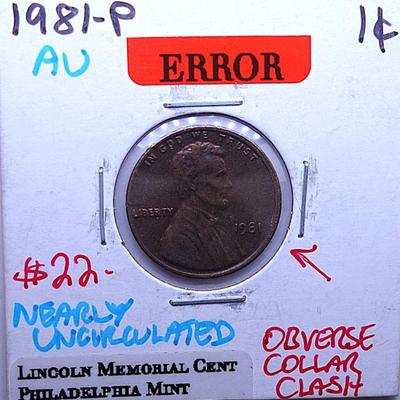 1981-P
1¢
AU
ERROR
IN GOD WE TRUST
LIBERTY
1981
$22-
NEARLY
UNCIRCULATED
OBVERSE
COLLAR
CLASH
LINCOLN MEMORIAL CENT
PHILADELPHIA MINT